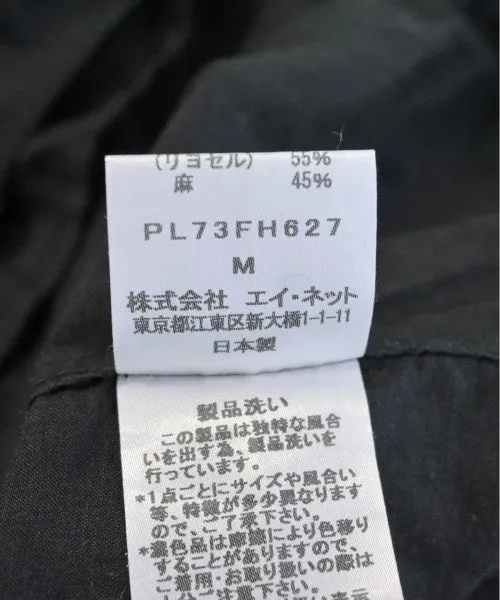 (リヨセル) 55%
麻 45%
PL73FH627
M
株式会社 エイ・ネット
東京都江東区新大橋1-1-11
日本製
製品洗い
この製品は独特な風合
いを出す為、製品洗いを
行っています。
*1点ごとにサイズや風合い
等、特徴が多少異なります
ので、ご了承下さい。
*濃色品は摩擦により色移り
することがありますので、
ご着用・お取り扱いの際は